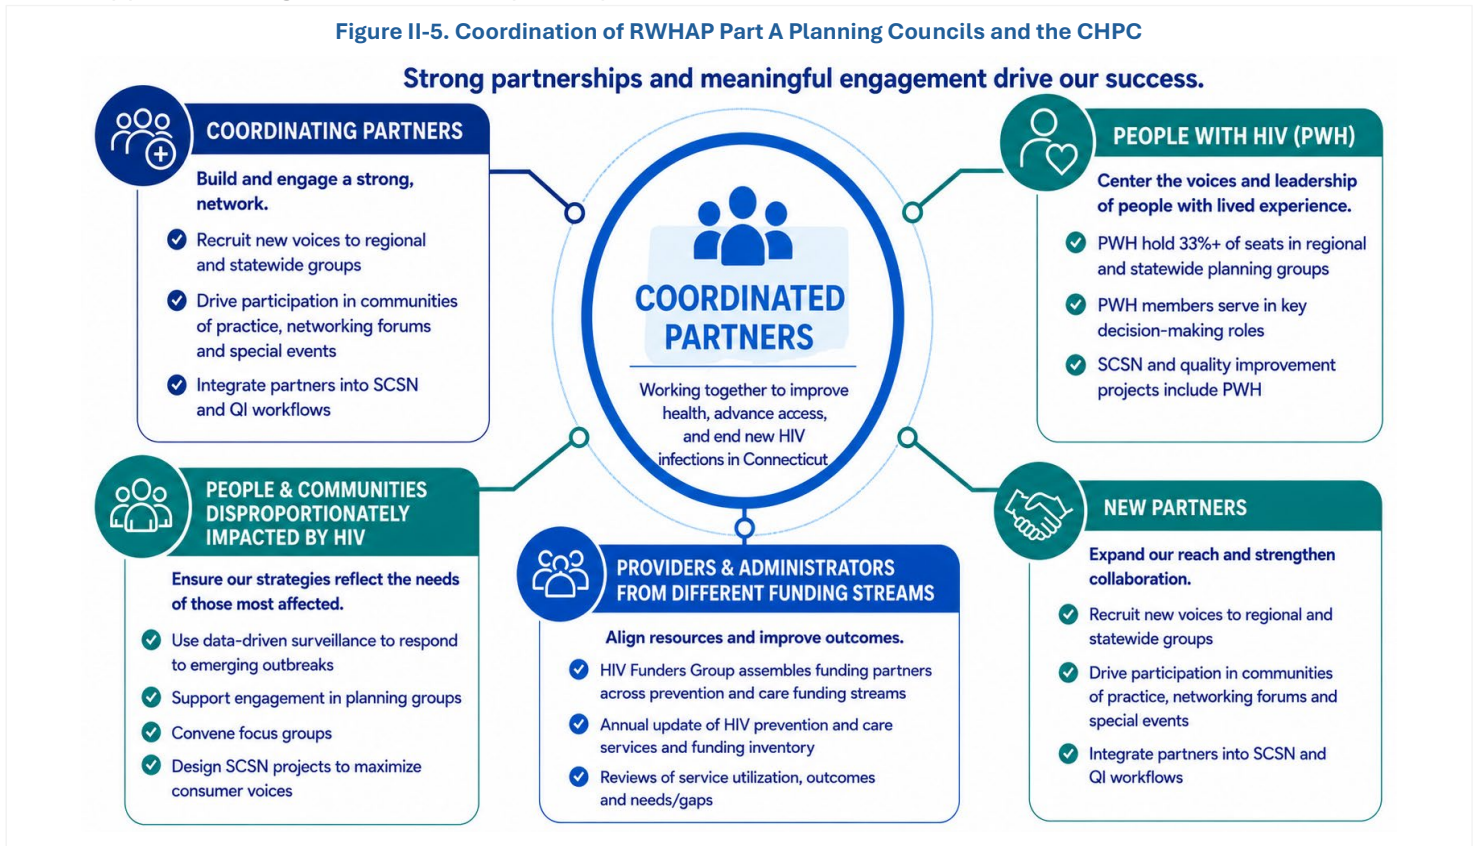 Figure II-5. Coordination of RWHAP Part A Planning Councils and the CHPC
Strong partnerships and meaningful engagement drive our success.
COORDINATING PARTNERS
Build and engage a strong,
network.
Recruit new voices to regional
and statewide groups
Drive participation in communities
of practice, networking forums
and special events
Integrate partners into SCSN
and QI workflows
COORDINATED
PARTNERS
Working together to improve
health, advance access,
and end new HIV
infections in Connecticut
PEOPLE WITH HIV (PWH)
Center the voices and leadership
of people with lived experience.
PWH hold 33%+ of seats in regional
and statewide planning groups
PWH members serve in key
decision-making roles
SCSN and quality improvement
projects include PWH
PEOPLE & COMMUNITIES
DISPROPORTIONATELY
IMPACTED BY HIV
Ensure our strategies reflect the needs
of those most affected.
Use data-driven surveillance to respond
to emerging outbreaks
Support engagement in planning groups
Convene focus groups
Design SCSN projects to maximize
consumer voices
PROVIDERS & ADMINISTRATORS
FROM DIFFERENT FUNDING STREAMS
Align resources and improve outcomes.
HIV Funders Group assembles funding partners
across prevention and care funding streams
Annual update of HIV prevention and care
services and funding inventory
Reviews of service utilization, outcomes
and needs/gaps
NEW PARTNERS
Expand our reach and strengthen
collaboration.
Recruit new voices to regional and
statewide groups
Drive participation in communities
of practice, networking forums and
special events
Integrate partners into SCSN and
QI workflows